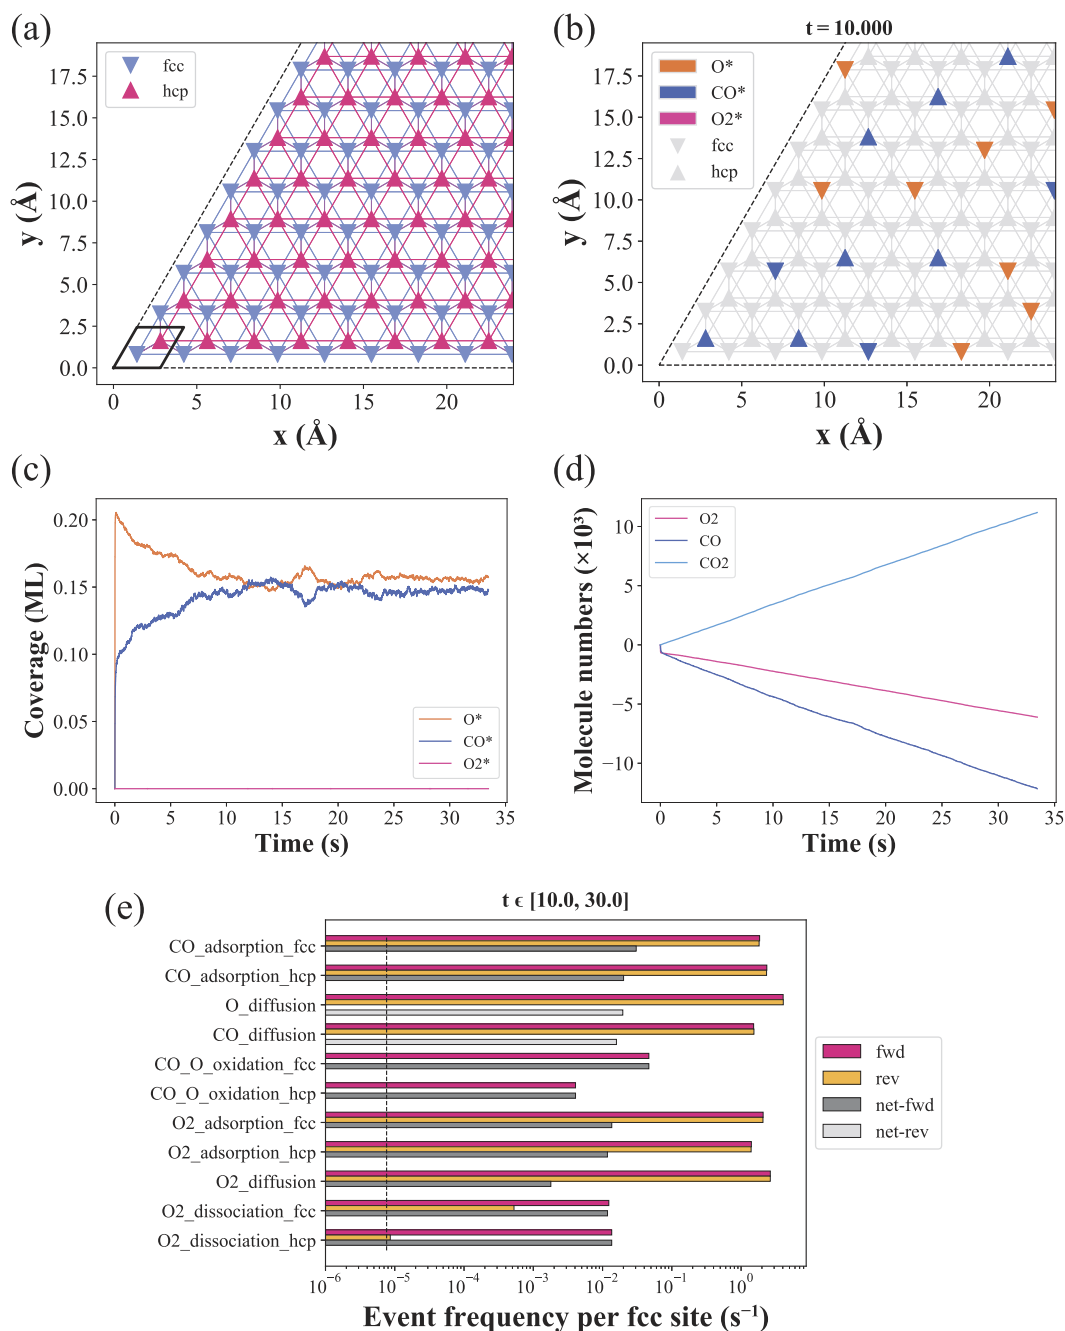 (a)
fcc
hcp
17.5
15.0
12.5
10.0
7.5
5.0
2.5
0.0
y (Å)
0
5
10
15
20
x (Å)
(b)
t = 10.000
O*
CO*
O2*
fcc
hcp
17.5
15.0
12.5
10.0
7.5
5.0
2.5
0.0
y (Å)
0
5
10
15
20
x (Å)
(c)
0.20
0.15
0.10
0.05
0.00
Coverage (ML)
O*
CO*
O2*
0
5
10
15
20
25
30
35
Time (s)
(d)
O2
CO
CO2
10
5
0
−5
−10
Molecule numbers (×10³)
0
5
10
15
20
25
30
35
Time (s)
(e)
t ϵ [10.0, 30.0]
CO_adsorption_fcc
CO_adsorption_hcp
O_diffusion
CO_diffusion
CO_O_oxidation_fcc
CO_O_oxidation_hcp
O2_adsorption_fcc
O2_adsorption_hcp
O2_diffusion
O2_dissociation_fcc
O2_dissociation_hcp
fwd
rev
net-fwd
net-rev
10⁻⁶
10⁻⁵
10⁻⁴
10⁻³
10⁻²
10⁻¹
10⁰
Event frequency per fcc site (s⁻¹)